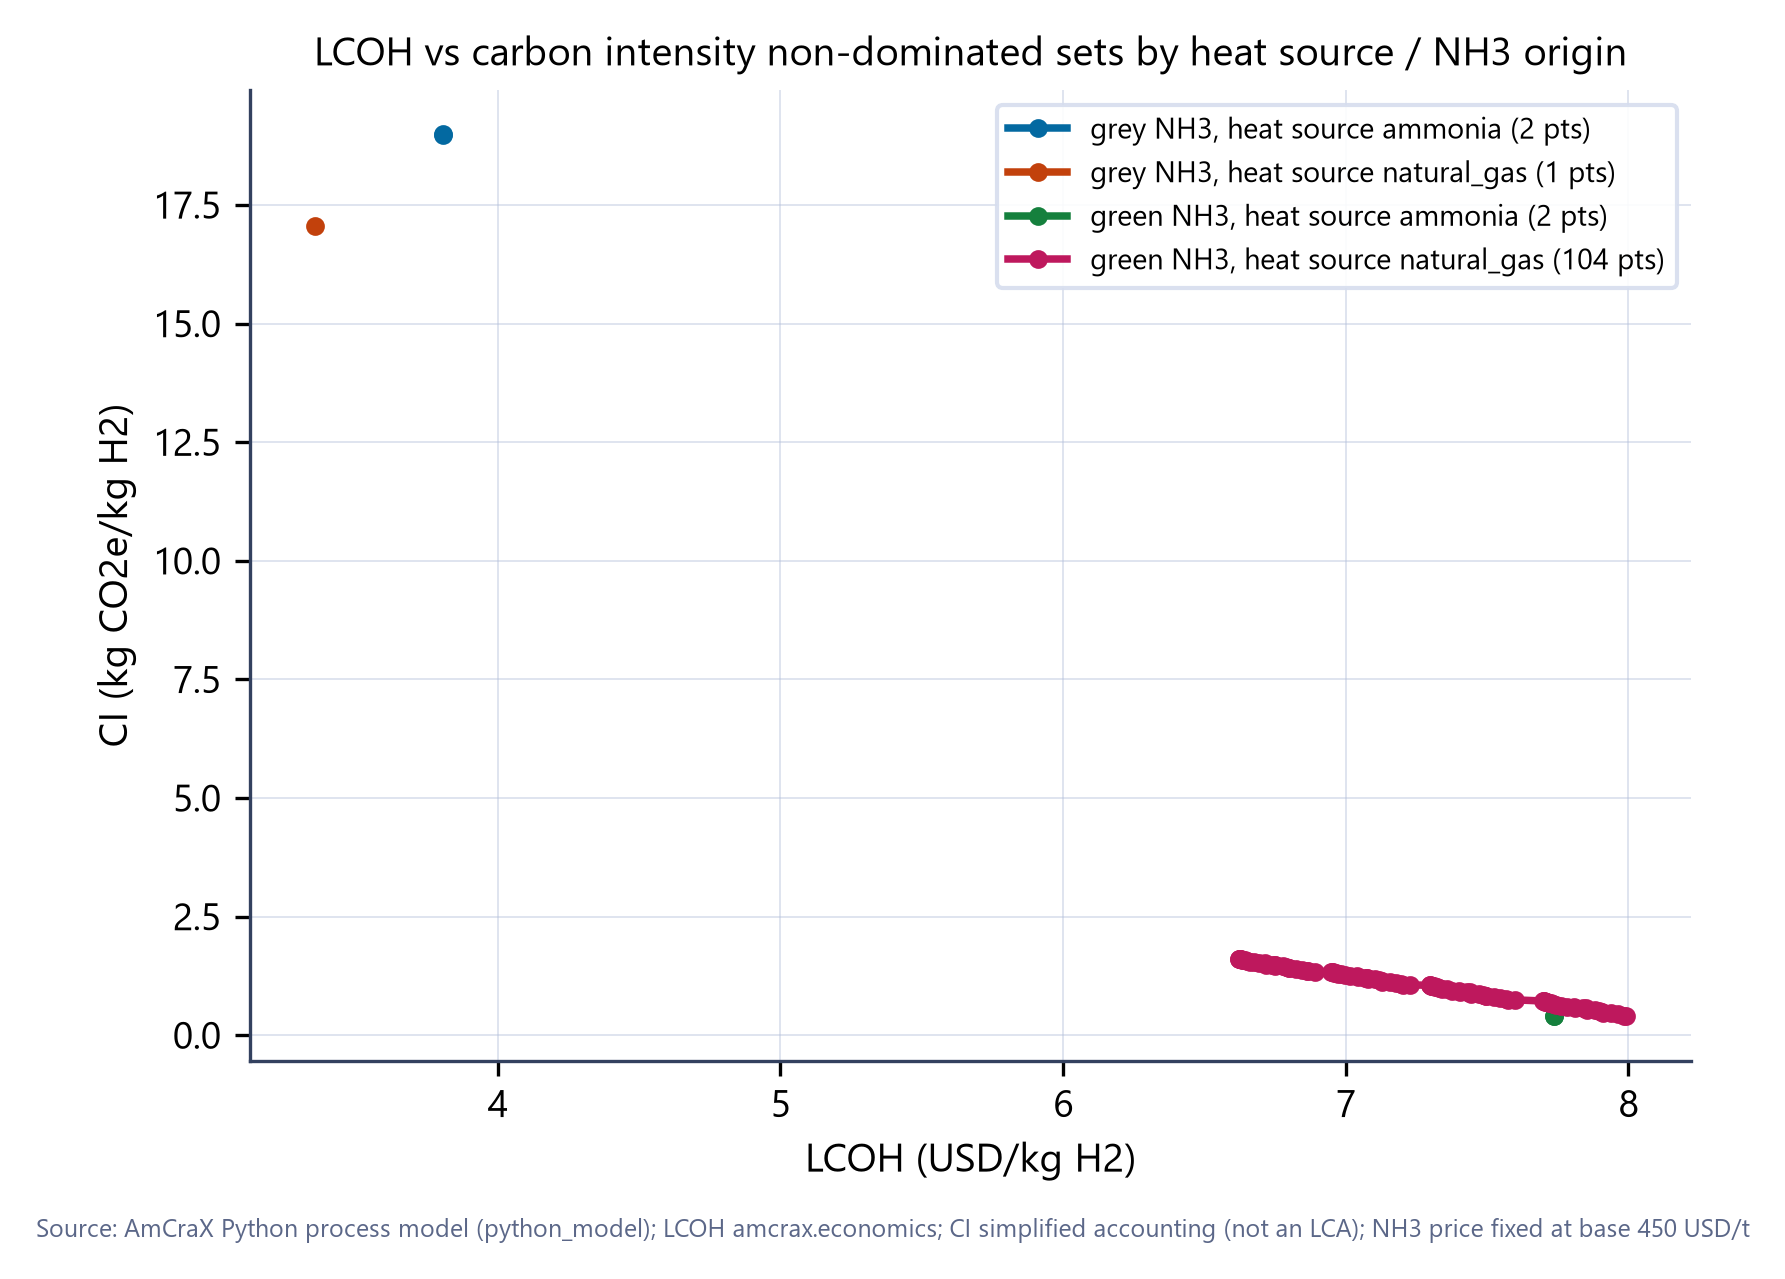 LCOH vs carbon intensity non-dominated sets by heat source / NH3 origin
grey NH3, heat source ammonia (2 pts)
grey NH3, heat source natural_gas (1 pts)
green NH3, heat source ammonia (2 pts)
green NH3, heat source natural_gas (104 pts)
CI (kg CO2e/kg H2)
17.5
15.0
12.5
10.0
7.5
5.0
2.5
0.0
4 5 6 7 8
LCOH (USD/kg H2)
Source: AmCraX Python process model (python_model); LCOH amcrax.economics; CI simplified accounting (not an LCA); NH3 price fixed at base 450 USD/t